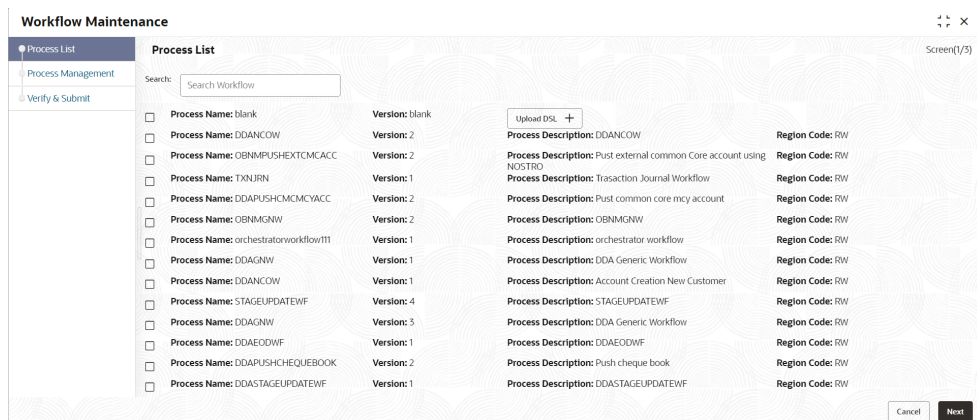 Workflow Maintenance
Process List
Process Management
Verify & Submit
Process List
Screen(1/3)
Search: Search Workflow
Process Name: blank Version: blank Upload DSL +
Process Name: DDANCOW Version: 2 Process Description: DDANCOW Region Code: RW
Process Name: OBNMPUSHEXTCMCACC Version: 2 Process Description: Pust external common Core account using Region Code: RW
NOSTRO
Process Name: TXNJRN Version: 1 Process Description: Trasaction Journal Workflow Region Code: RW
Process Name: DDAPUSHCMCMCYACC Version: 2 Process Description: Pust common core mcy account Region Code: RW
Process Name: OBNMGNW Version: 2 Process Description: OBNMGNW Region Code: RW
Process Name: orchestratorworkflow111 Version: 1 Process Description: orchestrator workflow Region Code: RW
Process Name: DDAGNW Version: 1 Process Description: DDA Generic Workflow Region Code: RW
Process Name: DDANCOW Version: 1 Process Description: Account Creation New Customer Region Code: RW
Process Name: STAGEUPDATEWF Version: 4 Process Description: STAGEUPDATEWF Region Code: RW
Process Name: DDAGNW Version: 3 Process Description: DDA Generic Workflow Region Code: RW
Process Name: DDAEODWF Version: 1 Process Description: DDAEODWF Region Code: RW
Process Name: DDAPUSHCHEQUEBOOK Version: 2 Process Description: Push cheque book Region Code: RW
Process Name: DDASTAGEUPDATEWF Version: 1 Process Description: DDASTAGEUPDATEWF Region Code: RW
Cancel Next